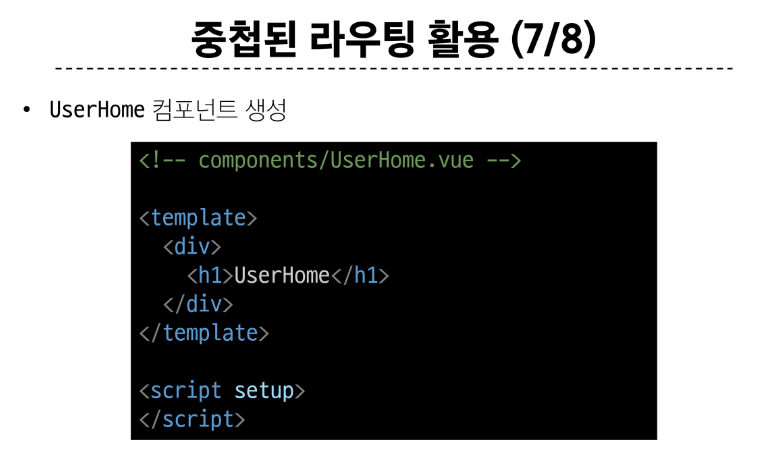 중첩된 라우팅 활용 (7/8)
• UserHome 컴포넌트 생성
<!-- components/UserHome.vue -->
<template>
  <div>
    <h1>UserHome</h1>
  </div>
</template>
<script setup>
</script>